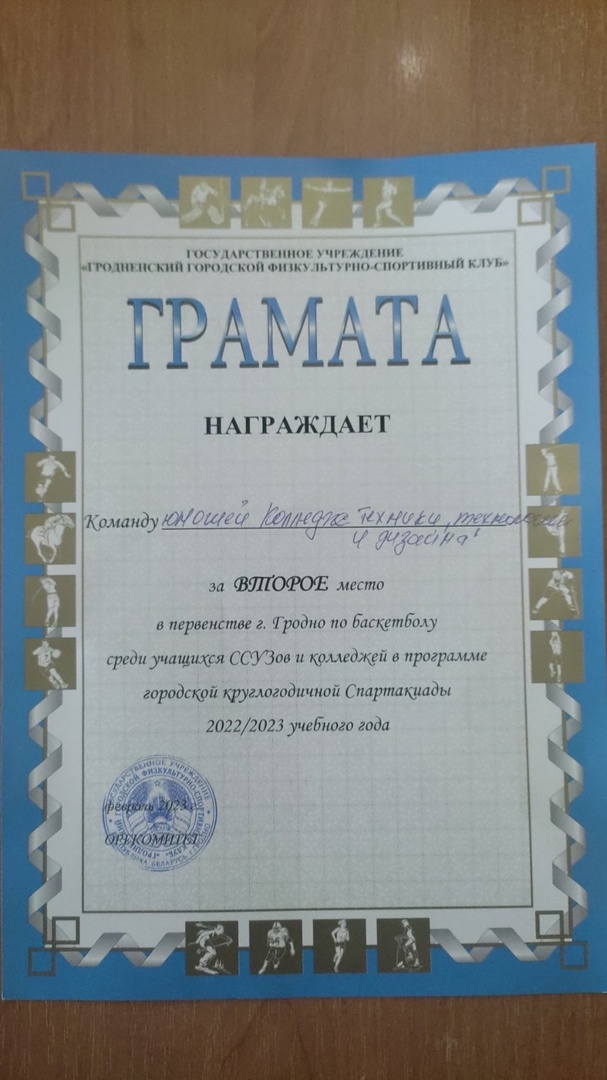 ГОСУДАРСТВЕННОЕ УЧРЕЖДЕНИЕ
«ГРОДНЕНСКИЙ ГОРОДСКОЙ ФИЗКУЛЬТУРНО-СПОРТИВНЫЙ КЛУБ»
ГРАМАТА
НАГРАЖДАЕТ
Команду юношей Колледжа техники, технологий
и дизайна"
за ВТОРОЕ место
в первенстве г. Гродно по баскетболу
среди учащихся ССУЗов и колледжей в программе
городской круглогодичной Спартакиады
2022/2023 учебного года
февраль 2023 г.
ОРГКОМИТЕТ